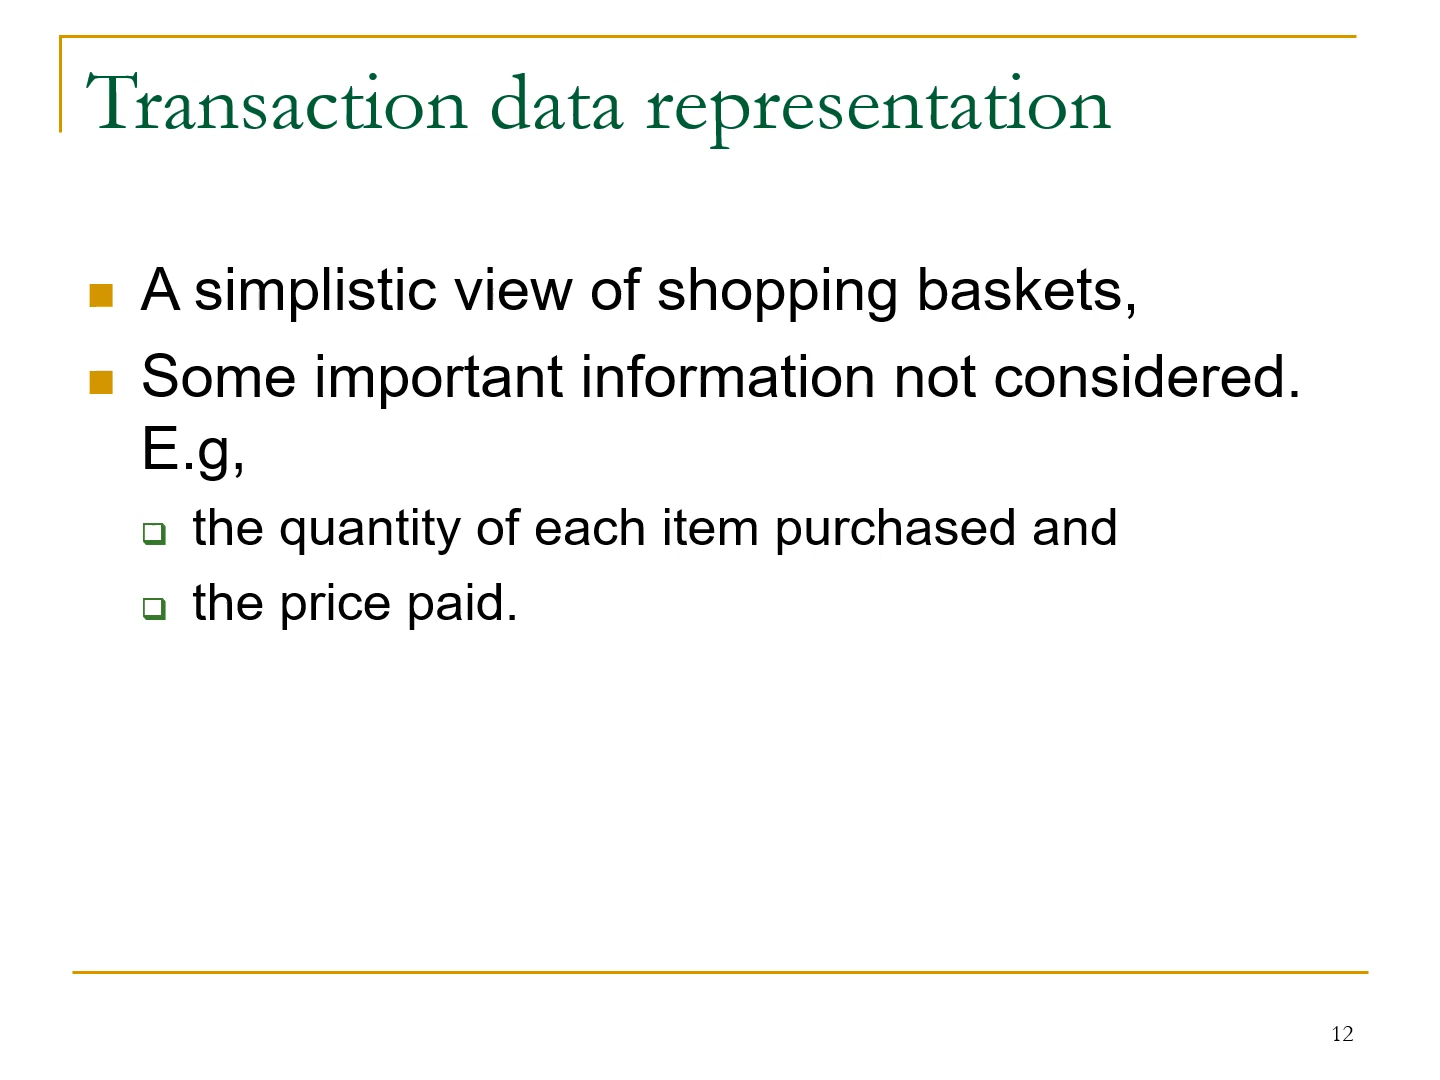 Transaction data representation
A simplistic view of shopping baskets,
Some important information not considered.
E.g,
the quantity of each item purchased and
the price paid.
12